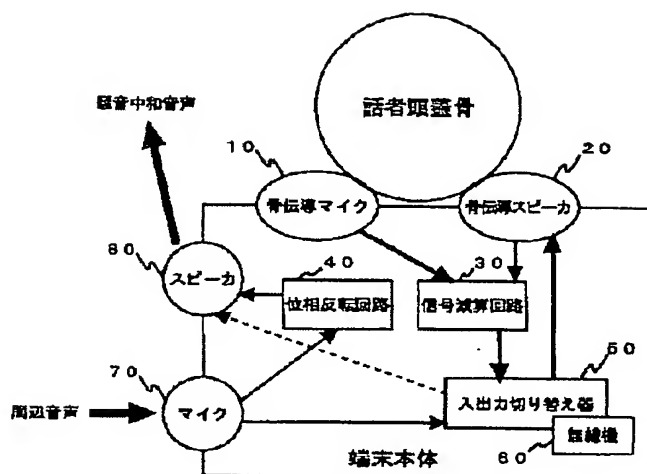 話者頭蓋骨
騒音中和音声
10
20
骨伝導マイク
骨伝導スピーカ
80
40
30
スピーカ
位相反転回路
信号減算回路
70
50
マイク
入出力切り替え器
周辺音声
無線機
60
端末本体